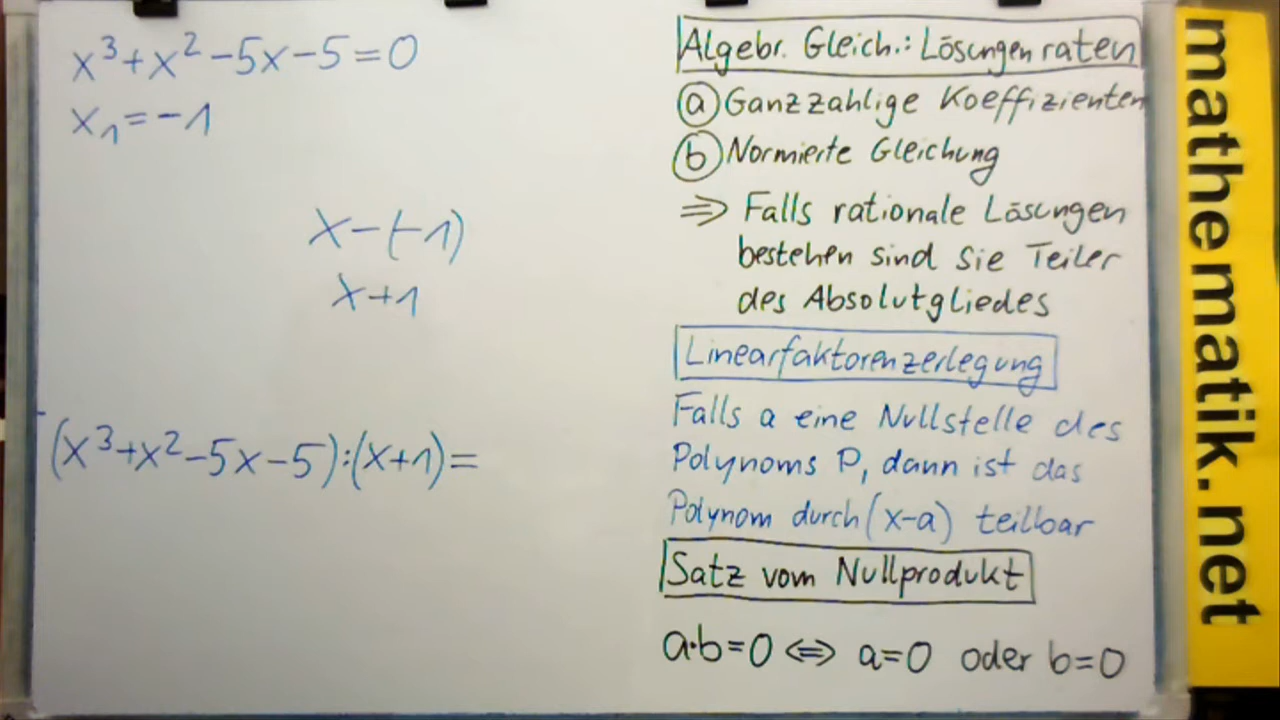 x³+x²-5x-5=0
x₁=-1
x-(-1)
x+1
(x³+x²-5x-5):(x+1)=
Algebr. Gleich.: Lösungen raten
a Ganzzahlige Koeffizienten
b Normierte Gleichung
⇒ Falls rationale Lösungen
bestehen sind sie Teiler
des Absolutgliedes
Linearfaktorenzerlegung
Falls a eine Nullstelle des
Polynoms P, dann ist das
Polynom durch (x-a) teilbar
Satz vom Nullprodukt
a·b=0 ⇔ a=0 oder b=0
mathematik.net